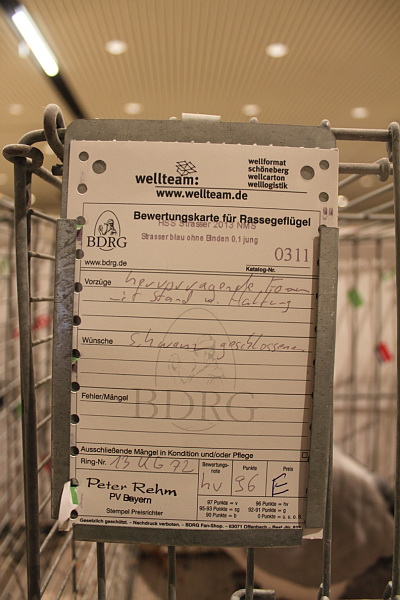 wellteam:
wellformat
schöneberg
wellcarton
welllogistik
www.wellteam.de
BDRG
www.bdrg.de
Bewertungskarte für Rassegeflügel
HSS Strasser 2013 NMS
Strasser blau ohne Binden 0,1 jung
Katalog-Nr.
0311
Vorzüge hervorragende Form
mit Stand u. Haltung
Wünsche Schwanz geschlossener
Fehler/Mängel
BDRG
Ausschließende Mängel in Kondition und/oder Pflege
Ring-Nr. 13 UG 72
Bewertungs-
note
hv
Punkte
96
Preis
E
Peter Rehm
PV Bayern
Stempel Preisrichter
97 Punkte = v
96 Punkte = hv
95-93 Punkte = sg
92-91 Punkte = g
90 Punkte = b
0 Punkte = u. o. n.
Gesetzlich geschützt. – Nachdruck verboten. – BDRG Fan-Shop. – 63071 Offenbach –